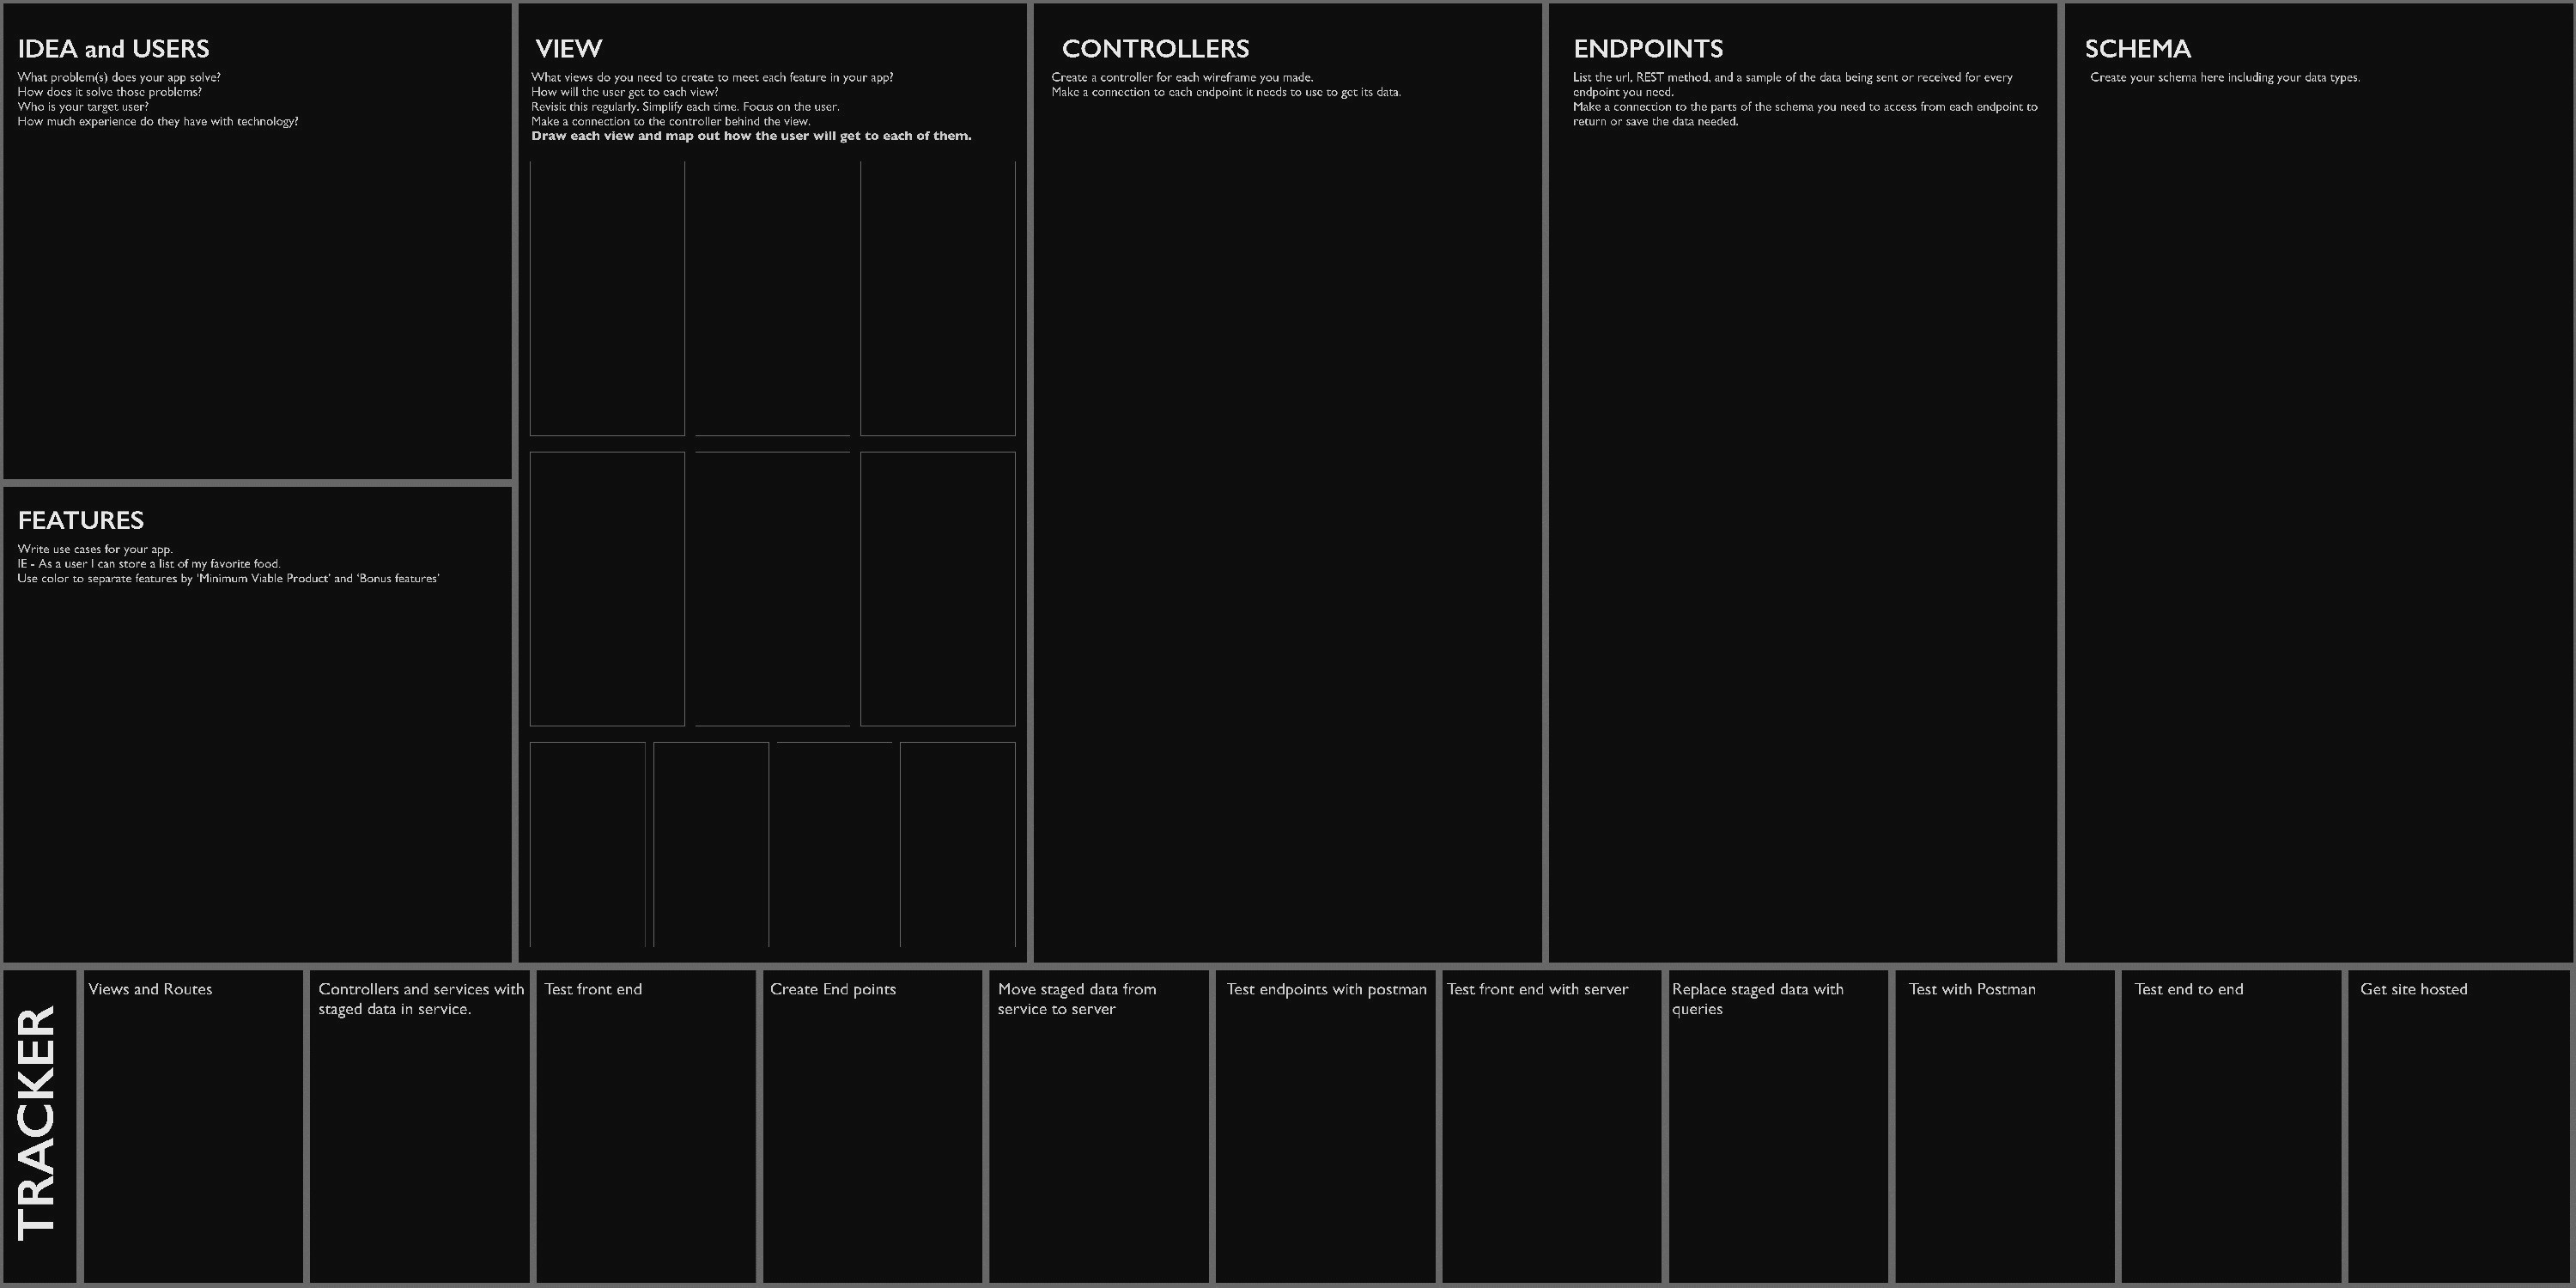 IDEA and USERS
What problem(s) does your app solve?
How does it solve those problems?
Who is your target user?
How much experience do they have with technology?
FEATURES
Write use cases for your app.
IE - As a user I can store a list of my favorite food.
Use color to separate features by ‘Minimum Viable Product’ and ‘Bonus features’
VIEW
What views do you need to create to meet each feature in your app?
How will the user get to each view?
Revisit this regularly. Simplify each time. Focus on the user.
Make a connection to the controller behind the view.
Draw each view and map out how the user will get to each of them.
CONTROLLERS
Create a controller for each wireframe you made.
Make a connection to each endpoint it needs to use to get its data.
ENDPOINTS
List the url, REST method, and a sample of the data being sent or received for every
endpoint you need.
Make a connection to the parts of the schema you need to access from each endpoint to
return or save the data needed.
SCHEMA
Create your schema here including your data types.
TRACKER
Views and Routes
Controllers and services with
staged data in service.
Test front end
Create End points
Move staged data from
service to server
Test endpoints with postman
Test front end with server
Replace staged data with
queries
Test with Postman
Test end to end
Get site hosted